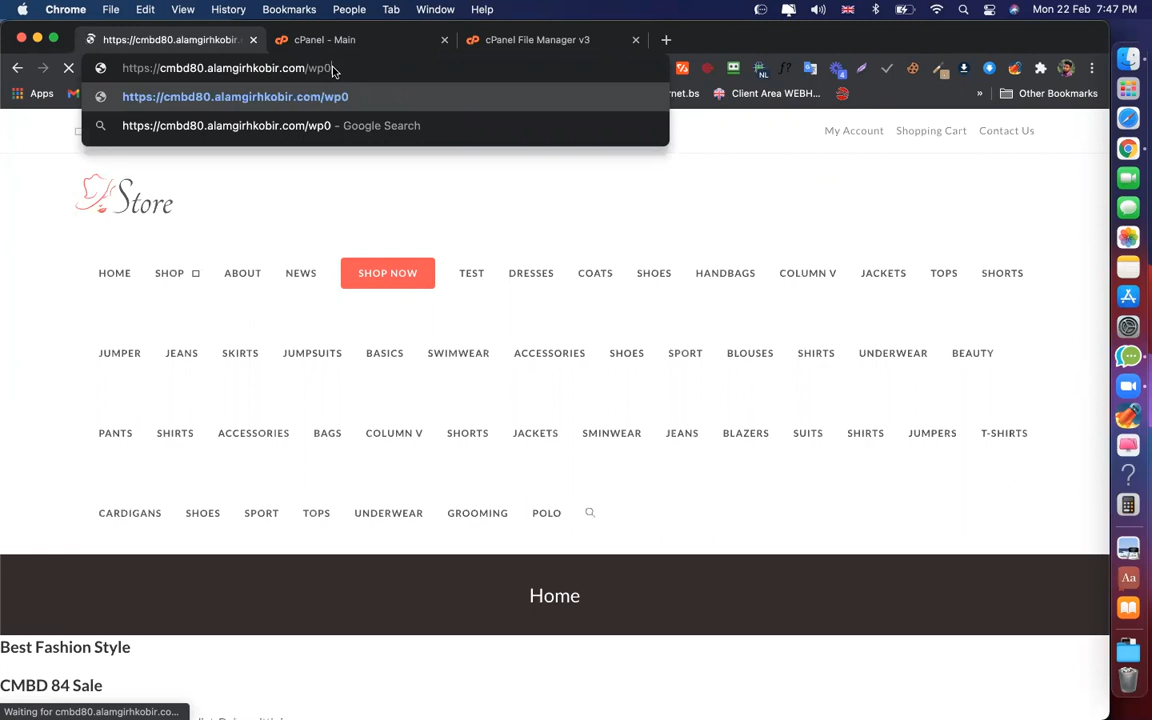 Chrome File Edit View History Bookmarks People Tab Window Help Mon 22 Feb 7:47 PM
https://cmbd80.alamgirhkobir. cPanel - Main cPanel File Manager v3
https://cmbd80.alamgirhkobir.com/wp0
Apps https://cmbd80.alamgirhkobir.com/wp0 rnet.bs Client Area WEBH... » Other Bookmarks
https://cmbd80.alamgirhkobir.com/wp0 – Google Search
My Account Shopping Cart Contact Us
Store
HOME SHOP ABOUT NEWS SHOP NOW TEST DRESSES COATS SHOES HANDBAGS COLUMN V JACKETS TOPS SHORTS
JUMPER JEANS SKIRTS JUMPSUITS BASICS SWIMWEAR ACCESSORIES SHOES SPORT BLOUSES SHIRTS UNDERWEAR BEAUTY
PANTS SHIRTS ACCESSORIES BAGS COLUMN V SHORTS JACKETS SMINWEAR JEANS BLAZERS SUITS SHIRTS JUMPERS T-SHIRTS
CARDIGANS SHOES SPORT TOPS UNDERWEAR GROOMING POLO
Home
Best Fashion Style
CMBD 84 Sale
Waiting for cmbd80.alamgirhkobir.co...